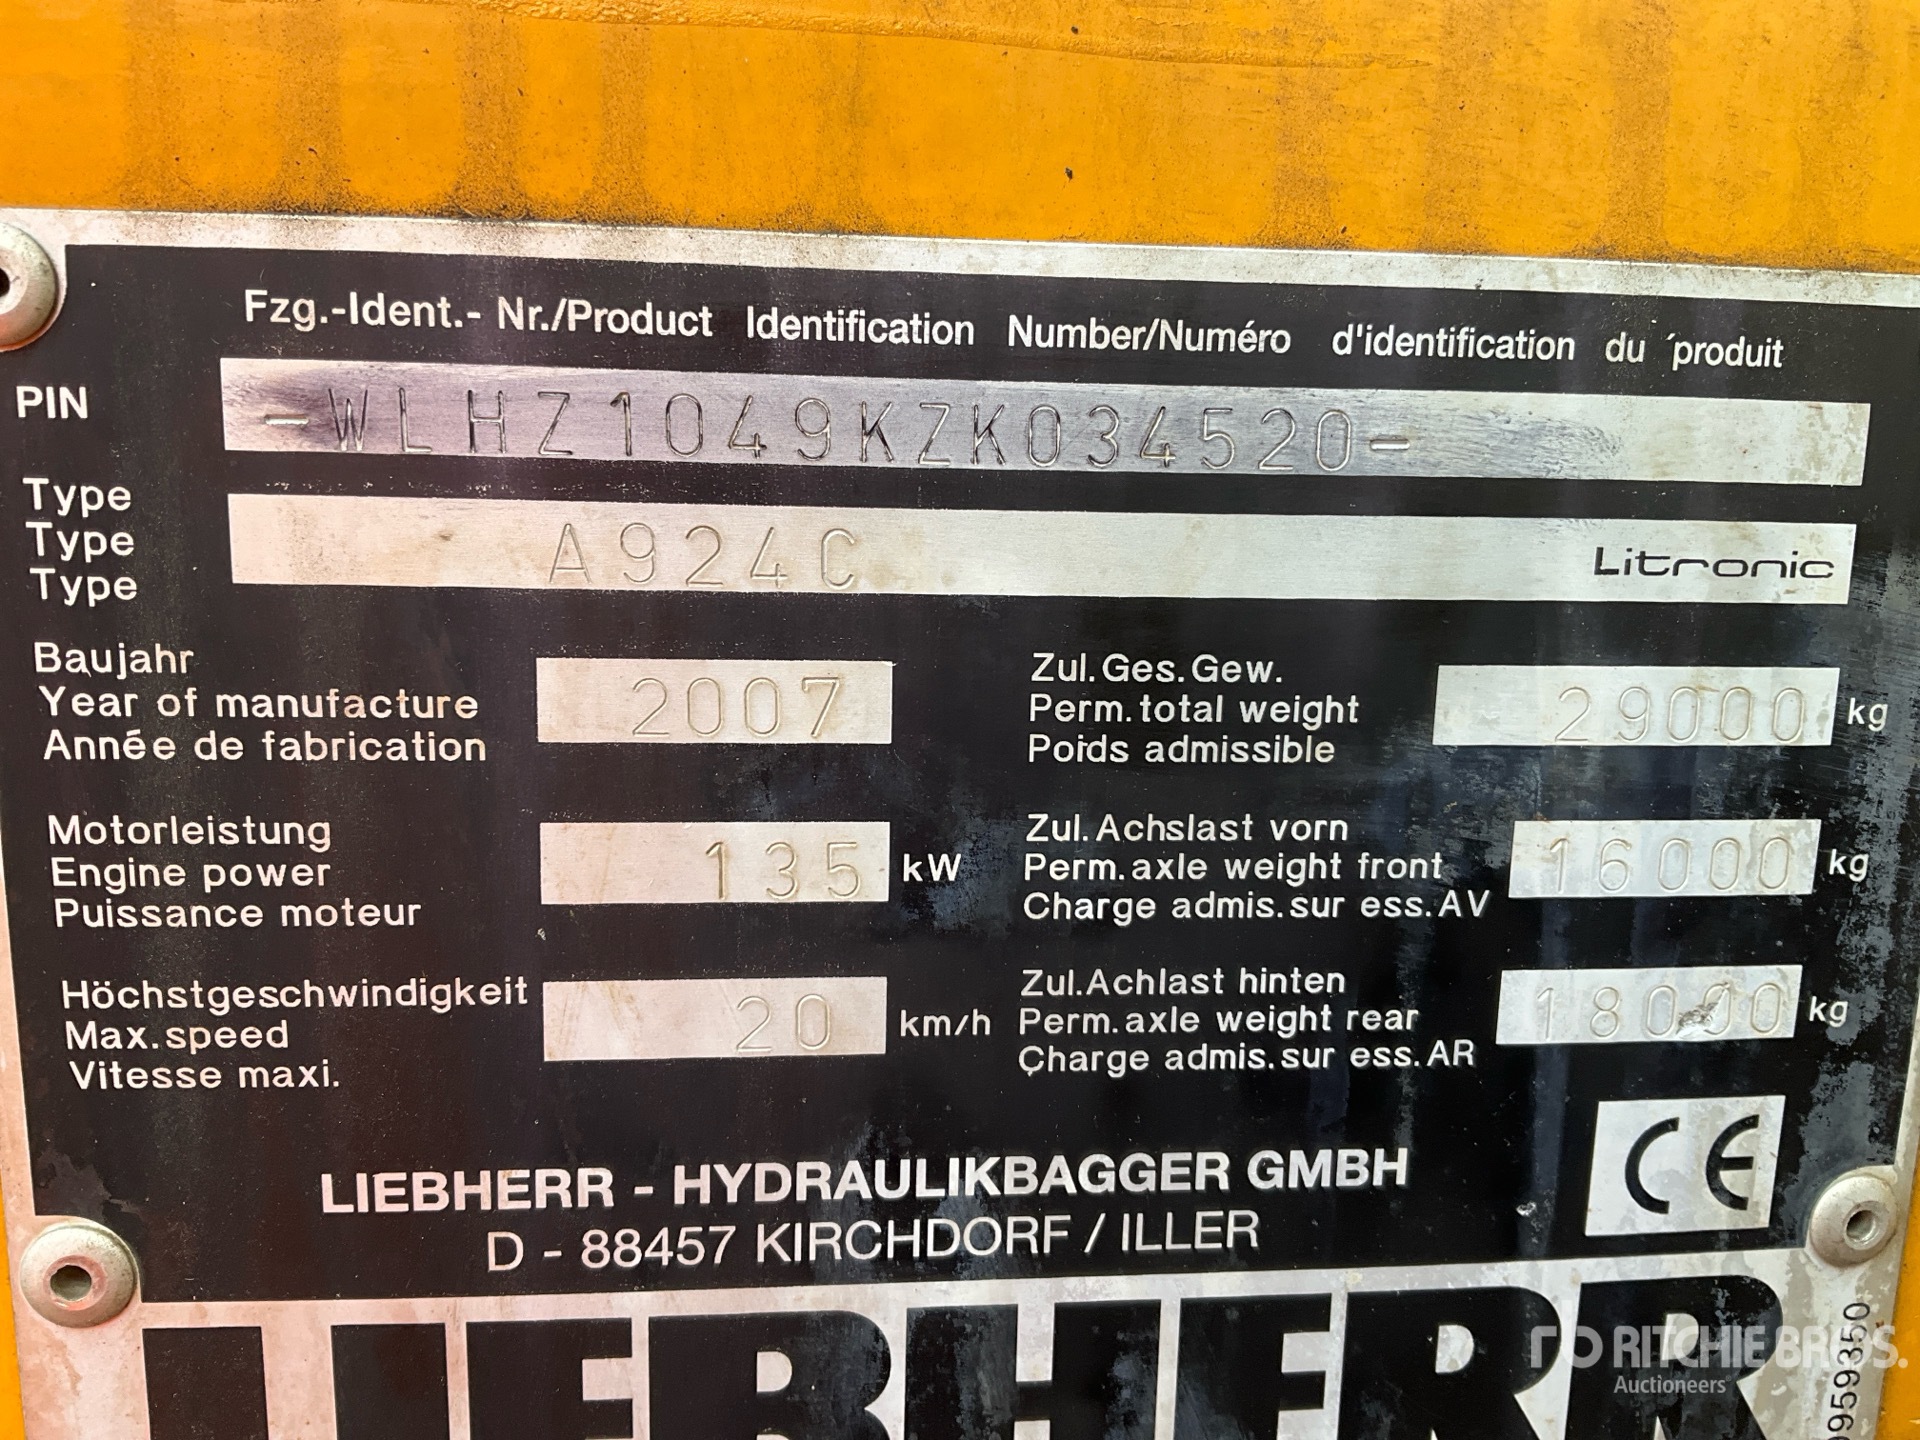 Fzg.-Ident.- Nr./Product Identification Number/Numéro d'identification du ´produit
PIN
-WLHZ1049KZK034520-
Type
Type
Type
A924C
Litronic
Baujahr
Year of manufacture
Année de fabrication
2007
Zul.Ges.Gew.
Perm.total weight
Poids admissible
29000 kg
Motorleistung
Engine power
Puissance moteur
135 kW
Zul.Achslast vorn
Perm.axle weight front
Charge admis.sur ess.AV
16000 kg
Höchstgeschwindigkeit
Max.speed
Vitesse maxi.
20 km/h
Zul.Achlast hinten
Perm.axle weight rear
Charge admis.sur ess.AR
18000 kg
CE
LIEBHERR - HYDRAULIKBAGGER GMBH
D - 88457 KIRCHDORF / ILLER
LIEBHERR
rb RITCHIE BROS.
Auctioneers